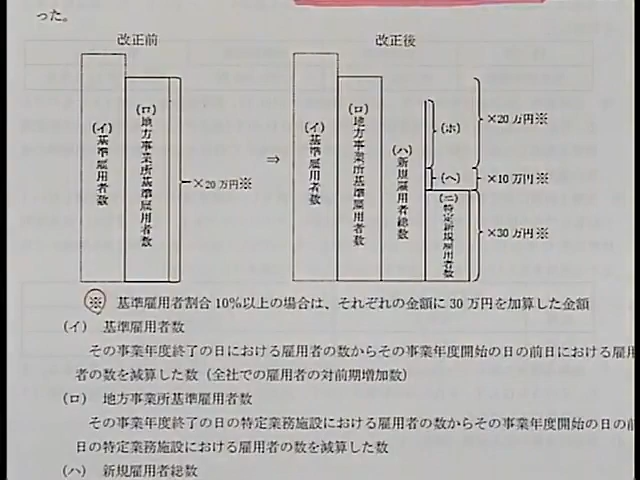 った。
改正前
改正後
(イ)基準雇用者数
(ロ)地方事業所基準雇用者数
×20万円※
⇒
(イ)基準雇用者数
(ロ)地方事業所基準雇用者数
(ハ)新規雇用者総数
(ホ)
(ヘ)
(ニ)特定新規雇用者数
×20万円※
×10万円※
×30万円※
※ 基準雇用者割合10%以上の場合は、それぞれの金額に30万円を加算した金額
(イ) 基準雇用者数
その事業年度終了の日における雇用者の数からその事業年度開始の日の前日における雇用
者の数を減算した数(全社での雇用者の対前期増加数)
(ロ) 地方事業所基準雇用者数
その事業年度終了の日の特定業務施設における雇用者の数からその事業年度開始の日の前
日の特定業務施設における雇用者の数を減算した数
(ハ) 新規雇用者総数